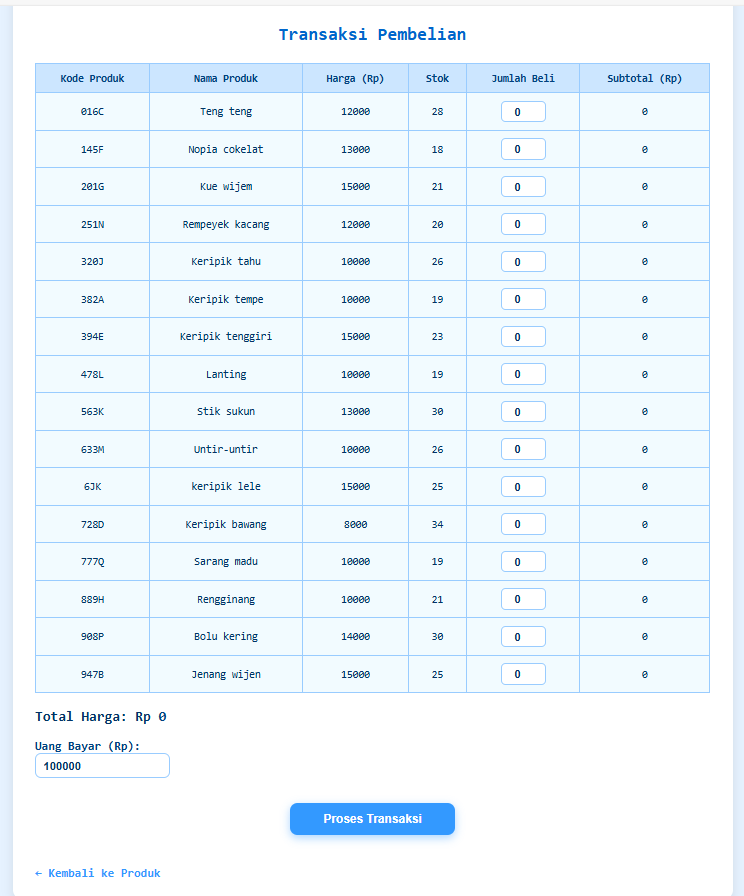 Transaksi Pembelian
Kode Produk Nama Produk Harga (Rp) Stok Jumlah Beli Subtotal (Rp)
016C Teng teng 12000 28 0 0
145F Nopia cokelat 13000 18 0 0
201G Kue wijem 15000 21 0 0
251N Rempeyek kacang 12000 20 0 0
320J Keripik tahu 10000 26 0 0
382A Keripik tempe 10000 19 0 0
394E Keripik tenggiri 15000 23 0 0
478L Lanting 10000 19 0 0
563K Stik sukun 13000 30 0 0
633M Untir-untir 10000 26 0 0
6JK keripik lele 15000 25 0 0
728D Keripik bawang 8000 34 0 0
777Q Sarang madu 10000 19 0 0
889H Rengginang 10000 21 0 0
908P Bolu kering 14000 30 0 0
947B Jenang wijen 15000 25 0 0
Total Harga: Rp 0
Uang Bayar (Rp):
100000
Proses Transaksi
← Kembali ke Produk